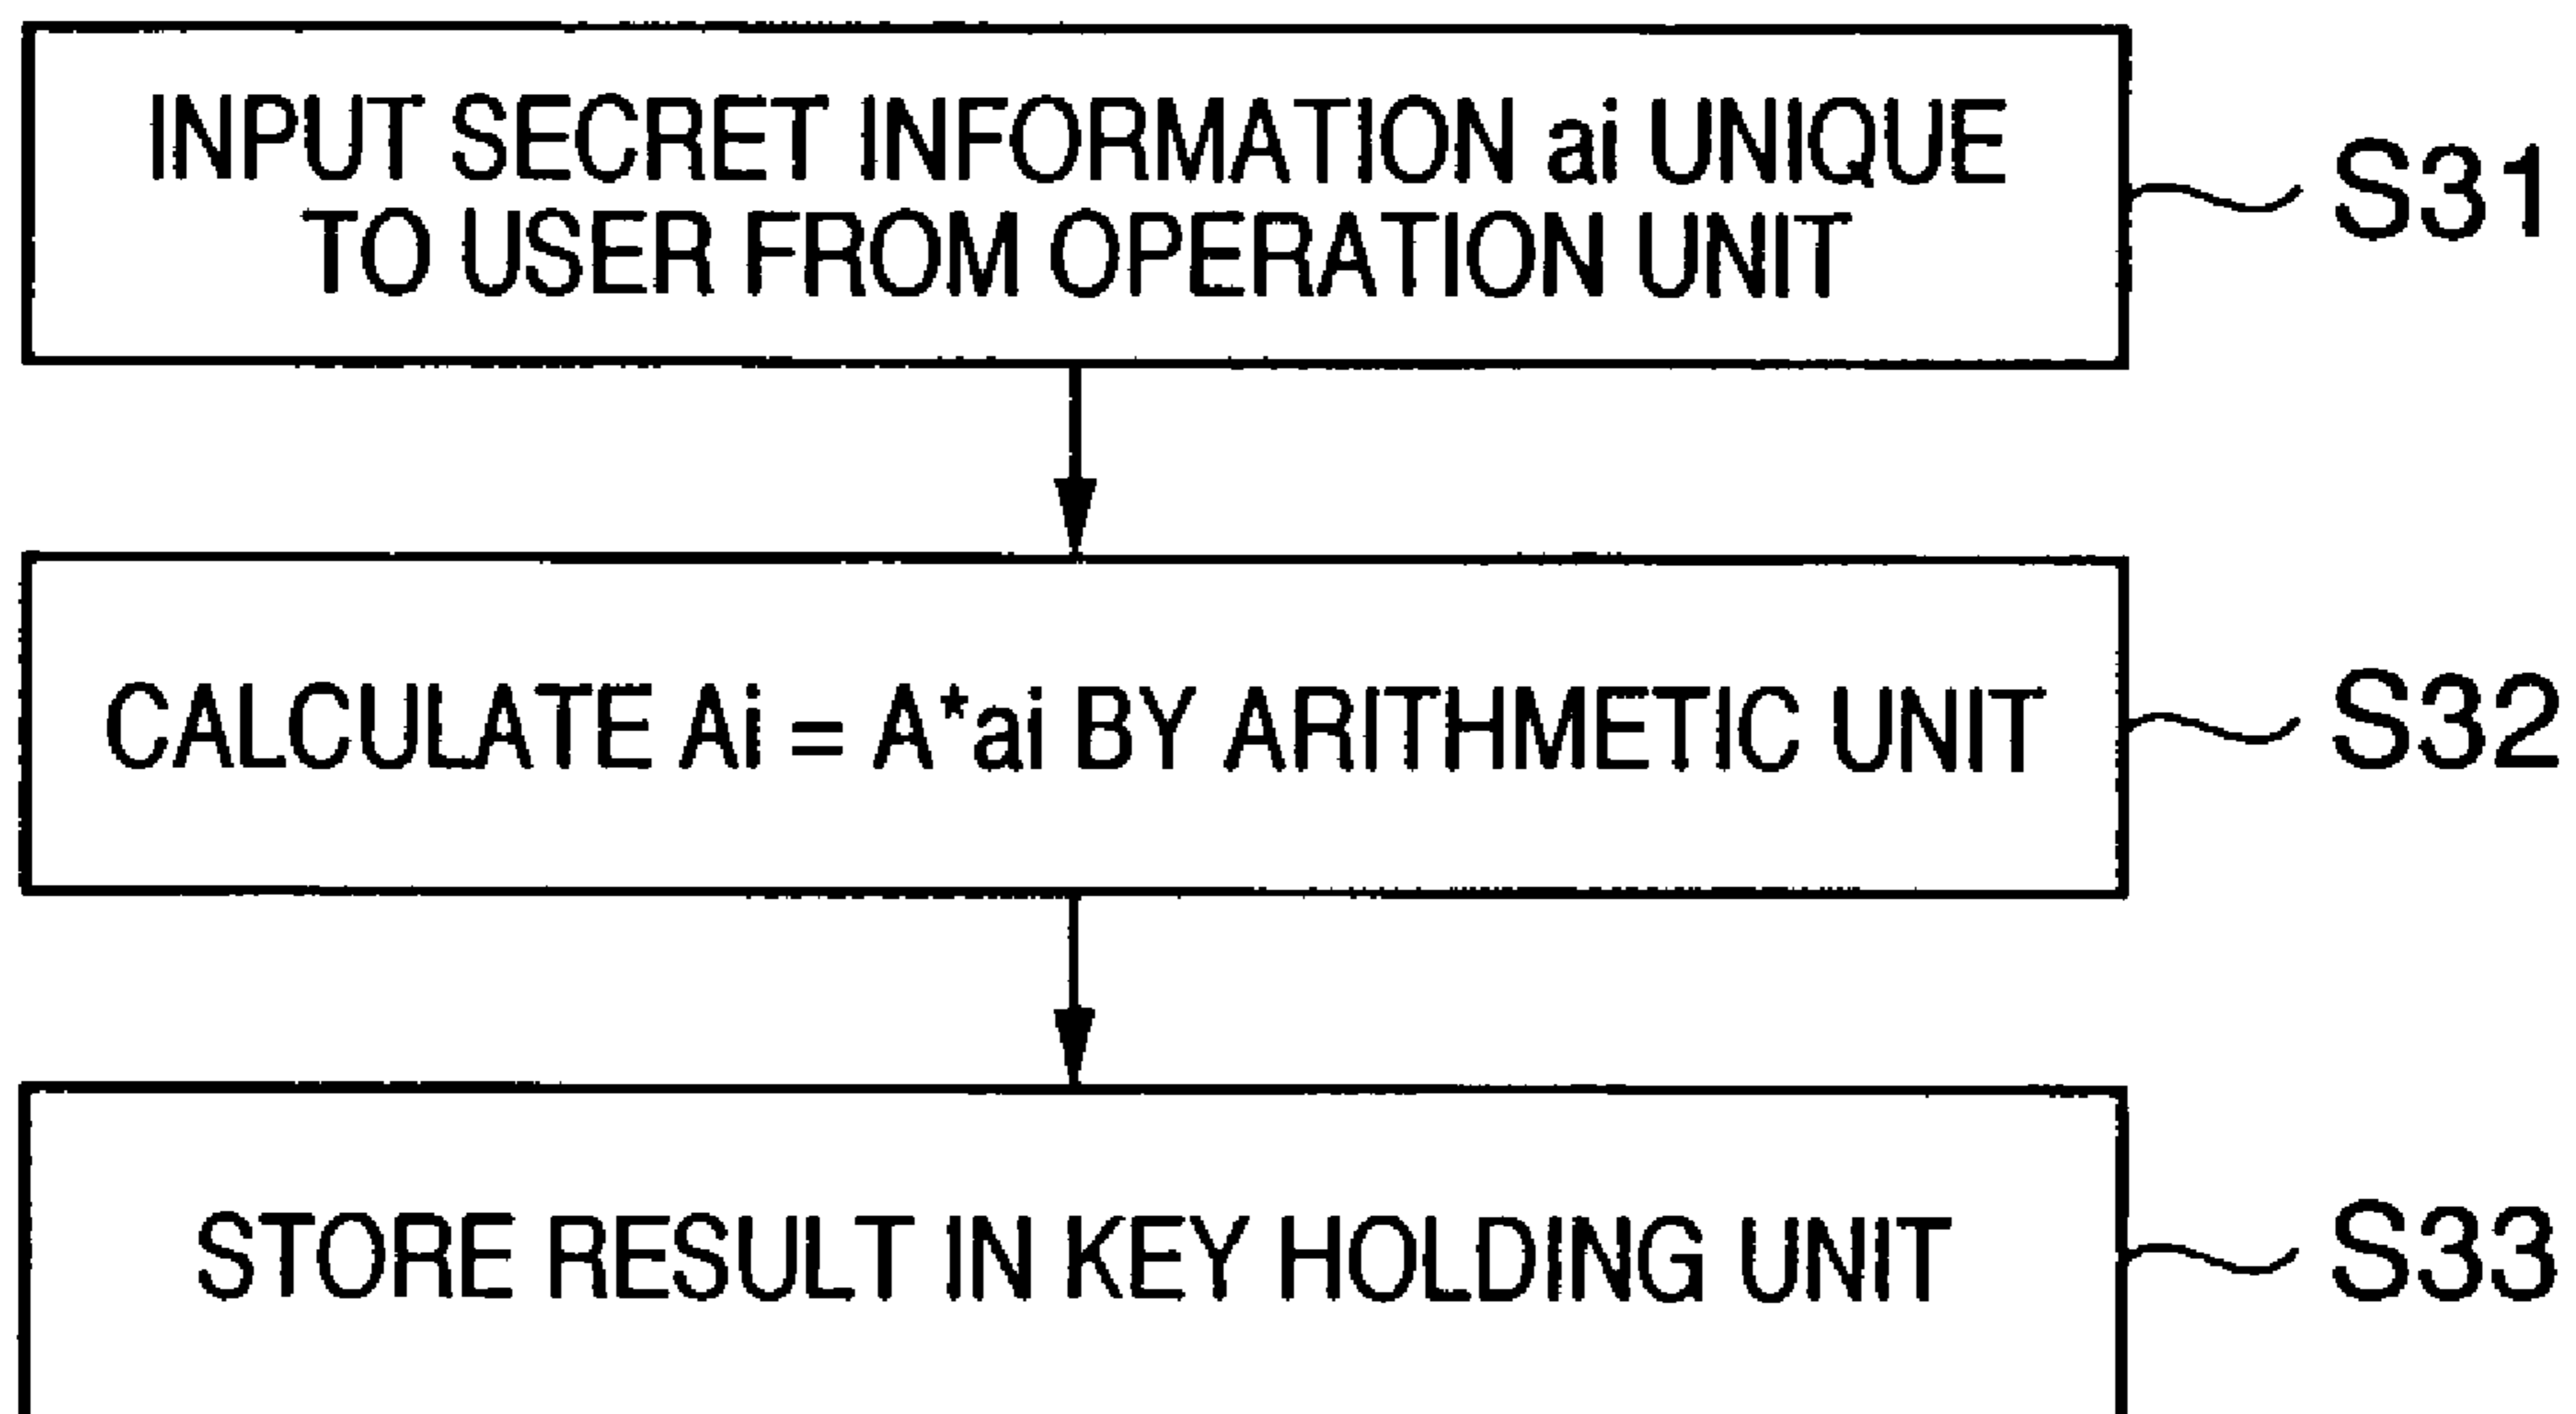 INPUT SECRET INFORMATION ai UNIQUE
TO USER FROM OPERATION UNIT
S31
CALCULATE Ai = A*ai BY ARITHMETIC UNIT
S32
STORE RESULT IN KEY HOLDING UNIT
S33